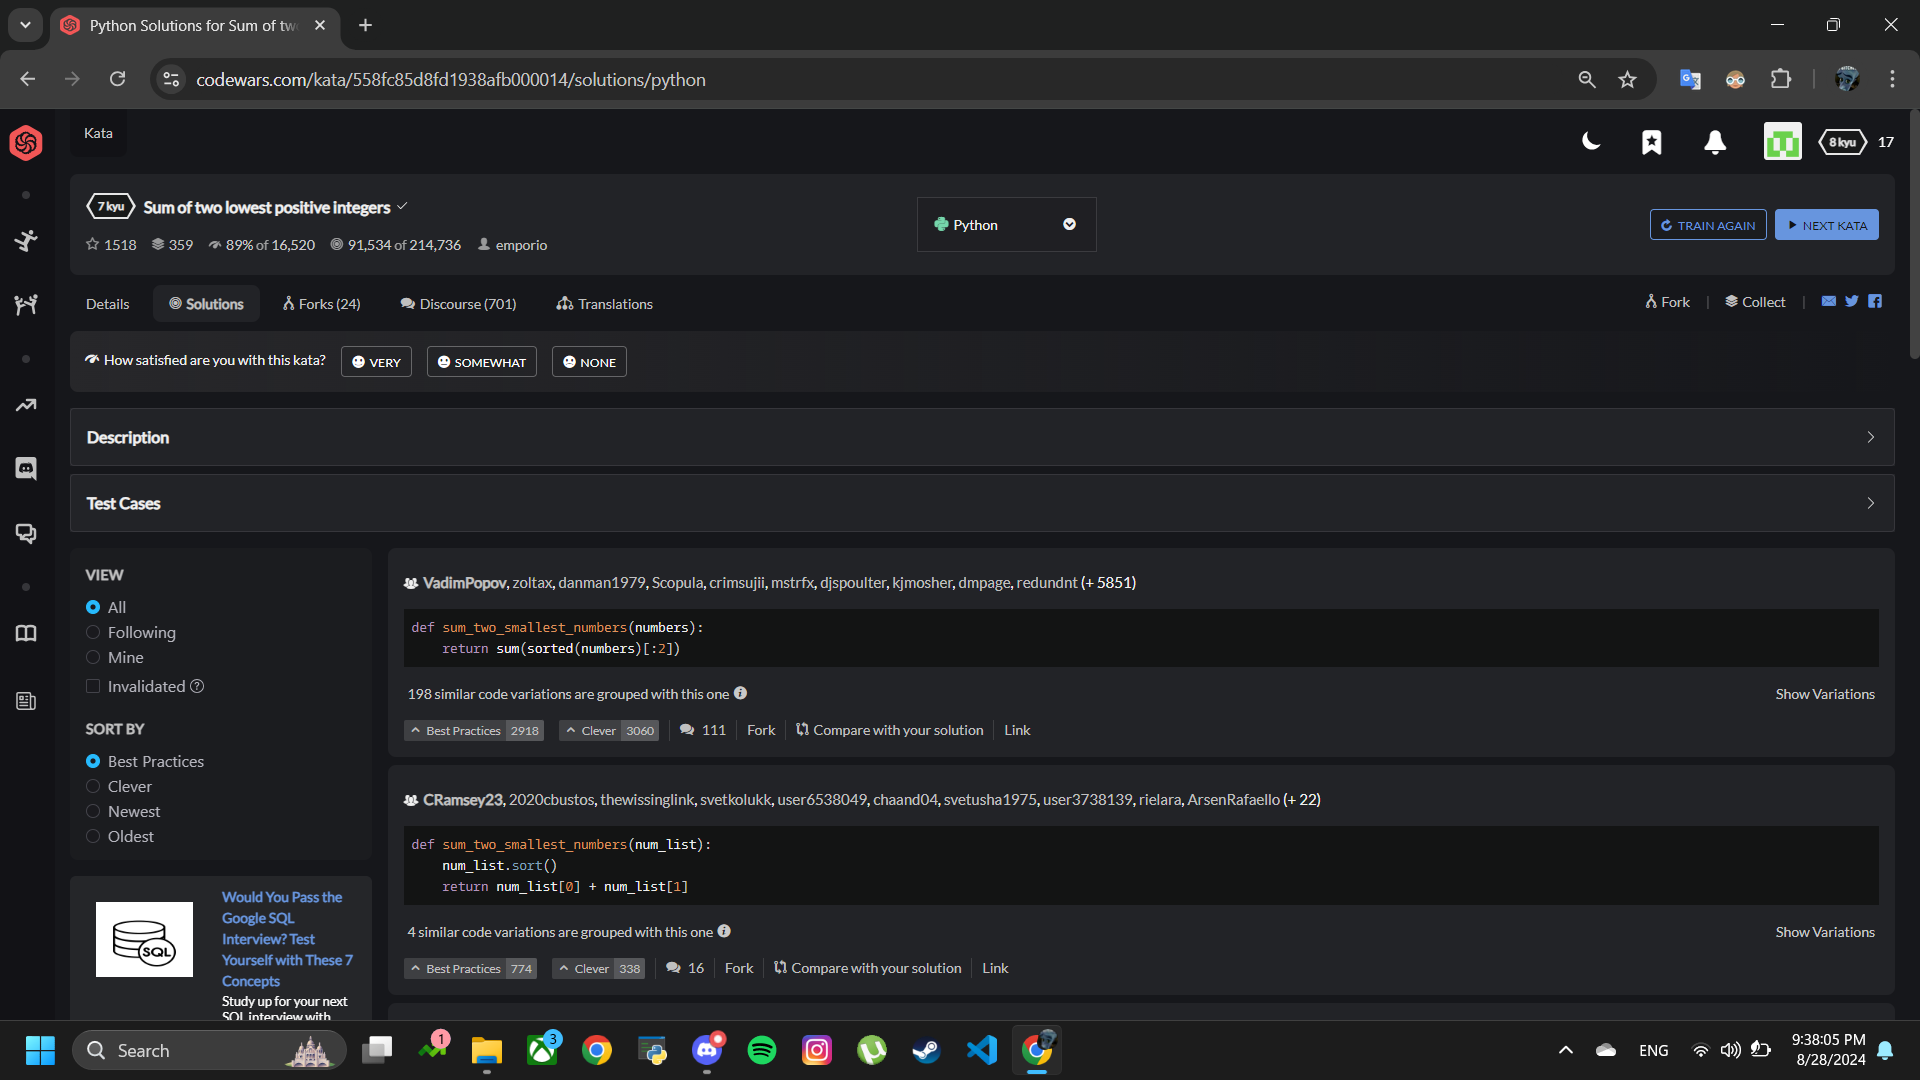 Python Solutions for Sum of tw
codewars.com/kata/558fc85d8fd1938afb000014/solutions/python
Kata
8 kyu 17
7 kyu Sum of two lowest positive integers
1518 359 89% of 16,520 91,534 of 214,736 emporio
Python
TRAIN AGAIN NEXT KATA
Details Solutions Forks (24) Discourse (701) Translations
Fork Collect
How satisfied are you with this kata? VERY SOMEWHAT NONE
Description
Test Cases
VIEW
All
Following
Mine
Invalidated
SORT BY
Best Practices
Clever
Newest
Oldest
Would You Pass the
Google SQL
Interview? Test
Yourself with These 7
Concepts
Study up for your next
SQL interview with
SQL
VadimPopov, zoltax, danman1979, Scopula, crimsujii, mstrfx, djspoulter, kjmosher, dmpage, redundnt (+ 5851)
def sum_two_smallest_numbers(numbers):
return sum(sorted(numbers)[:2])
198 similar code variations are grouped with this one
Show Variations
Best Practices 2918 Clever 3060 111 Fork Compare with your solution Link
CRamsey23, 2020cbustos, thewissinglink, svetkolukk, user6538049, chaand04, svetusha1975, user3738139, rielara, ArsenRafaello (+ 22)
def sum_two_smallest_numbers(num_list):
num_list.sort()
return num_list[0] + num_list[1]
4 similar code variations are grouped with this one
Show Variations
Best Practices 774 Clever 338 16 Fork Compare with your solution Link
Search
1
3
ENG
9:38:05 PM
8/28/2024